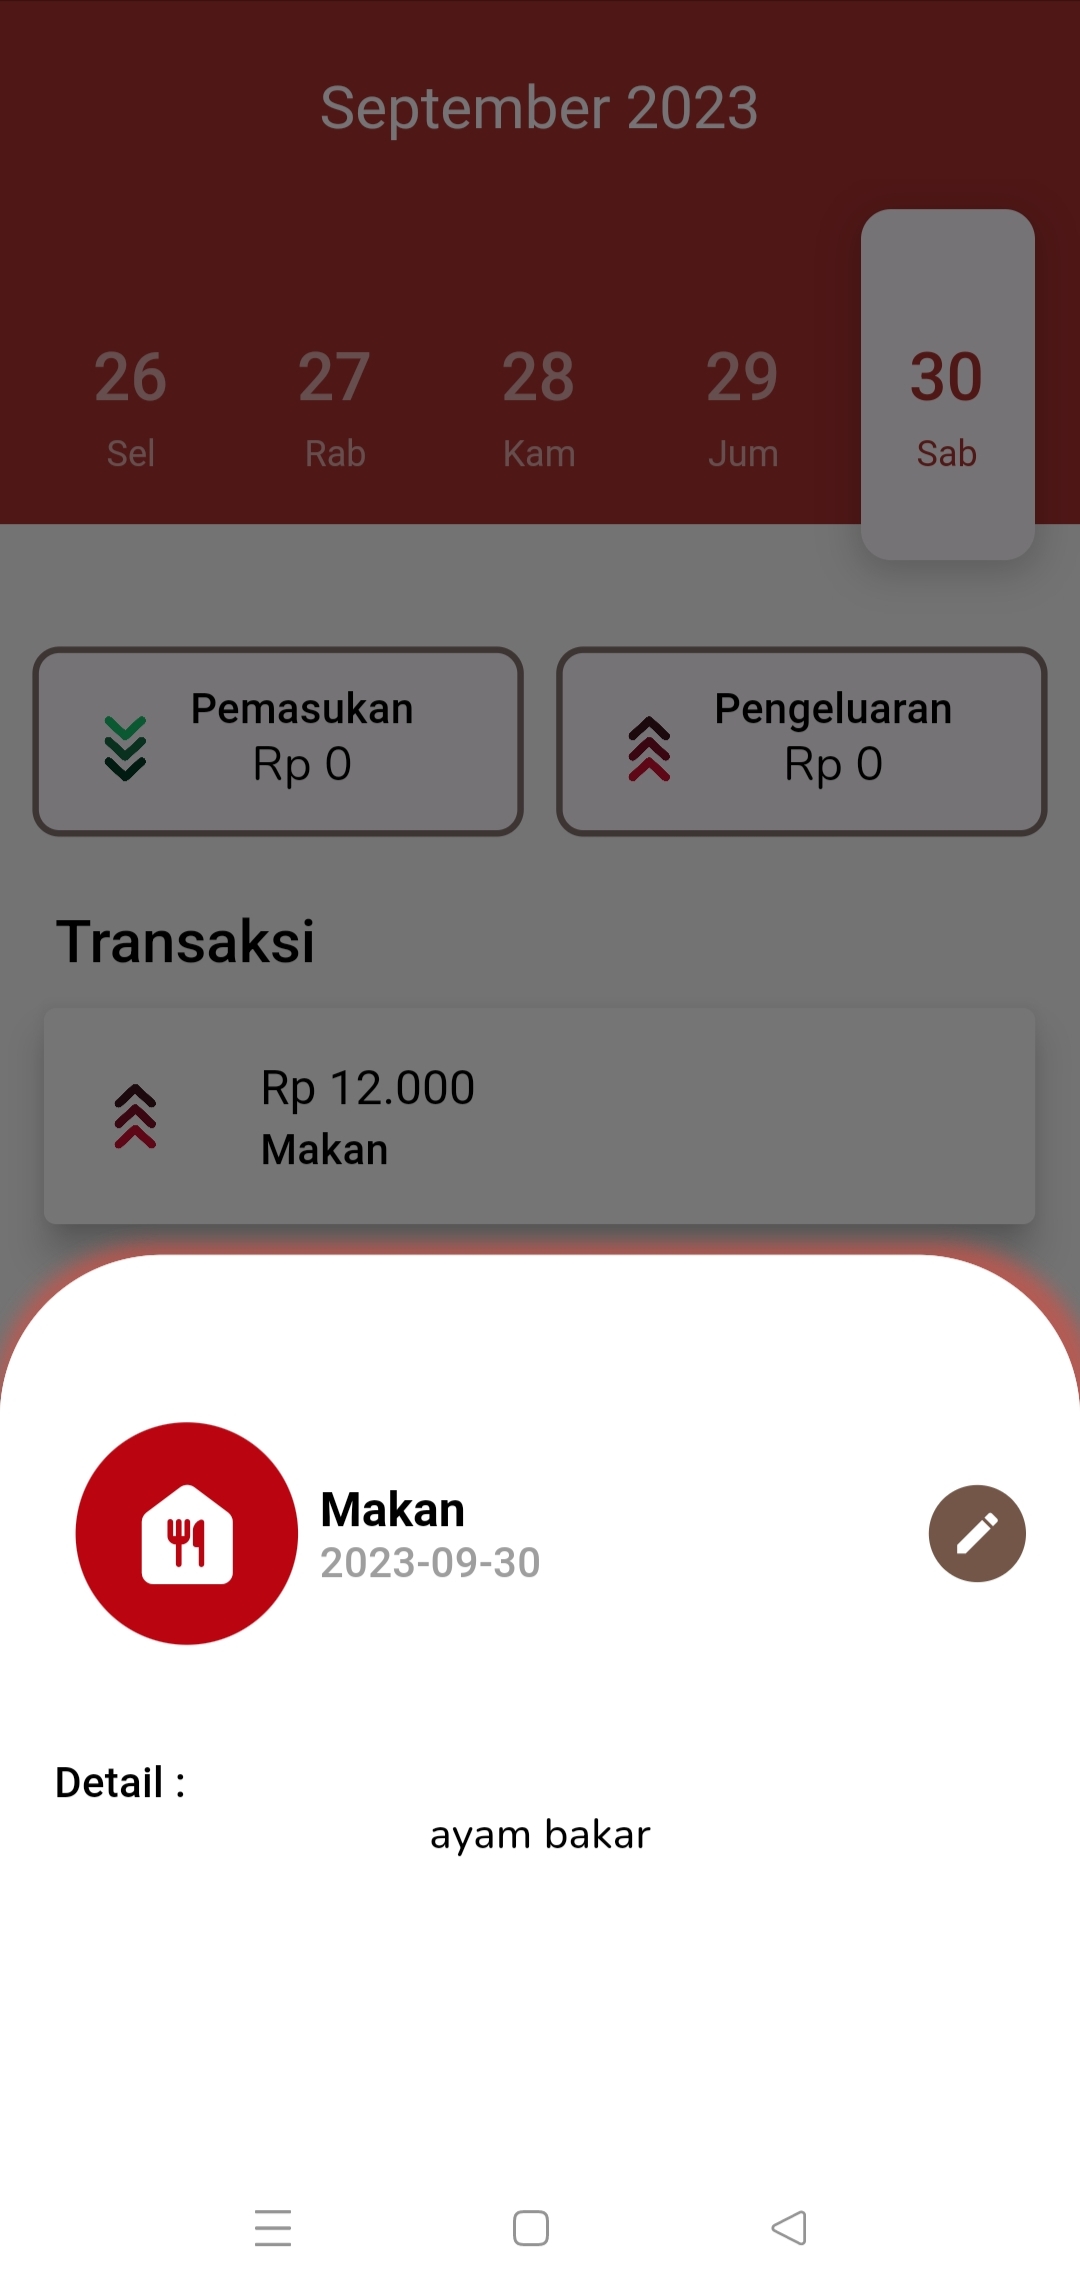 September 2023
26 27 28 29 30
Sel Rab Kam Jum Sab
Pemasukan
Rp 0
Pengeluaran
Rp 0
Transaksi
Rp 12.000
Makan
Makan
2023-09-30
Detail :
ayam bakar